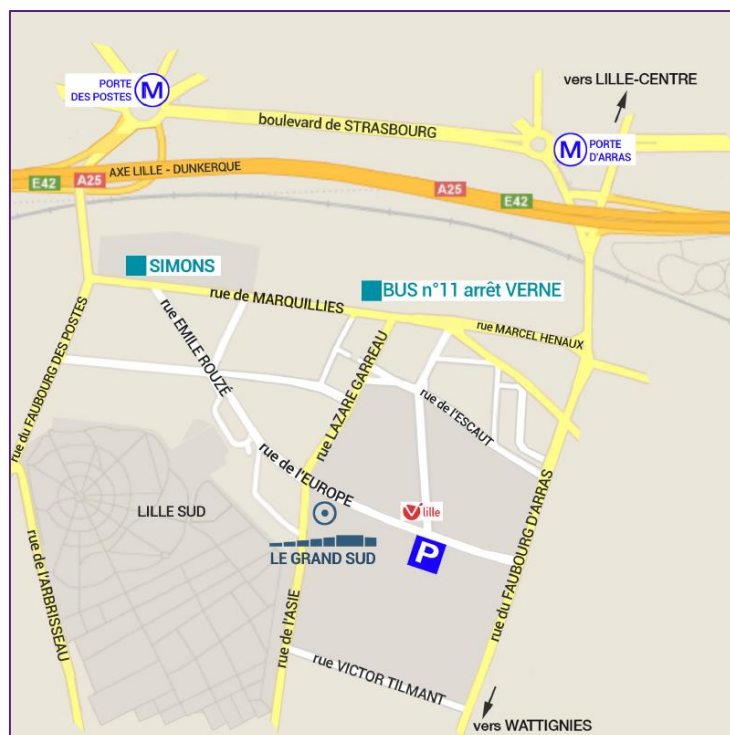 vers LILLE-CENTRE
PORTE
DES POSTES
M
boulevard de STRASBOURG
M
PORTE
D'ARRAS
AXE LILLE - DUNKERQUE
E42
A25
A25
E42
SIMONS
BUS n°11 arrêt VERNE
rue de MARQUILLIES
rue MARCEL HENAUX
rue du FAUBOURG DES POSTES
rue EMILE ROUZÉ
rue LAZARE GARREAU
rue de l'ESCAUT
rue de l'EUROPE
LILLE SUD
V lille
P
LE GRAND SUD
rue du FAUBOURG D'ARRAS
rue de l'ARBRISSEAU
rue de l'ASIE
rue VICTOR TILMANT
vers WATTIGNIES